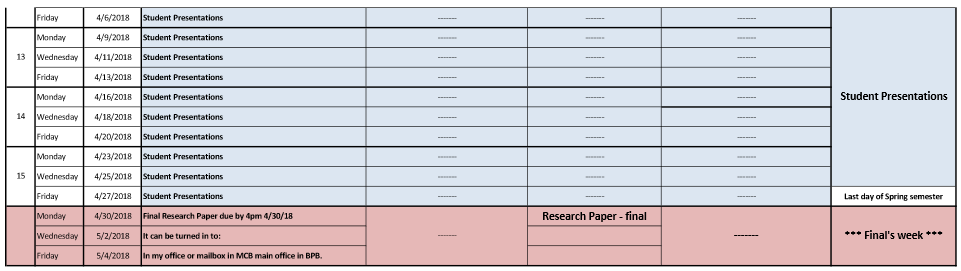 Friday 4/6/2018 Student Presentations ------- ------- -------
Monday 4/9/2018 Student Presentations ------- ------- -------
13 Wednesday 4/11/2018 Student Presentations ------- ------- -------
Friday 4/13/2018 Student Presentations ------- ------- -------
Monday 4/16/2018 Student Presentations ------- ------- ------- Student Presentations
14 Wednesday 4/18/2018 Student Presentations ------- ------- -------
Friday 4/20/2018 Student Presentations ------- ------- -------
Monday 4/23/2018 Student Presentations ------- ------- -------
15 Wednesday 4/25/2018 Student Presentations ------- ------- -------
Friday 4/27/2018 Student Presentations ------- ------- ------- Last day of Spring semester
Monday 4/30/2018 Final Research Paper due by 4pm 4/30/18 Research Paper - final
Wednesday 5/2/2018 It can be turned in to: ------- ------- *** Final's week ***
Friday 5/4/2018 In my office or mailbox in MCB main office in BPB.